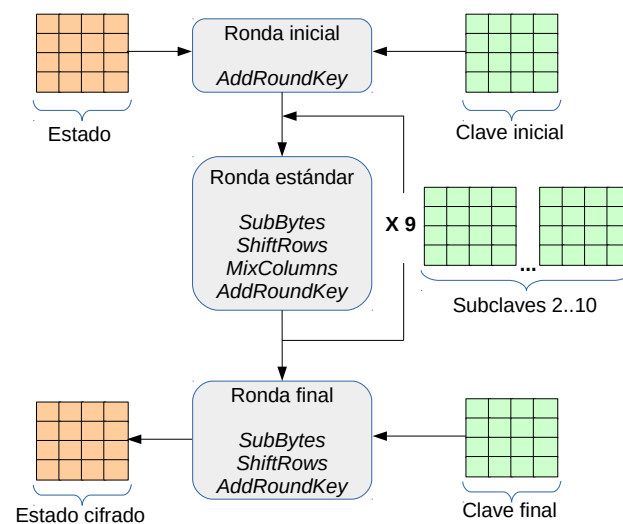 Ronda inicial
AddRoundKey
Estado
Clave inicial
Ronda estándar
SubBytes
ShiftRows
MixColumns
AddRoundKey
X 9
...
Subclaves 2..10
Ronda final
SubBytes
ShiftRows
AddRoundKey
Estado cifrado
Clave final